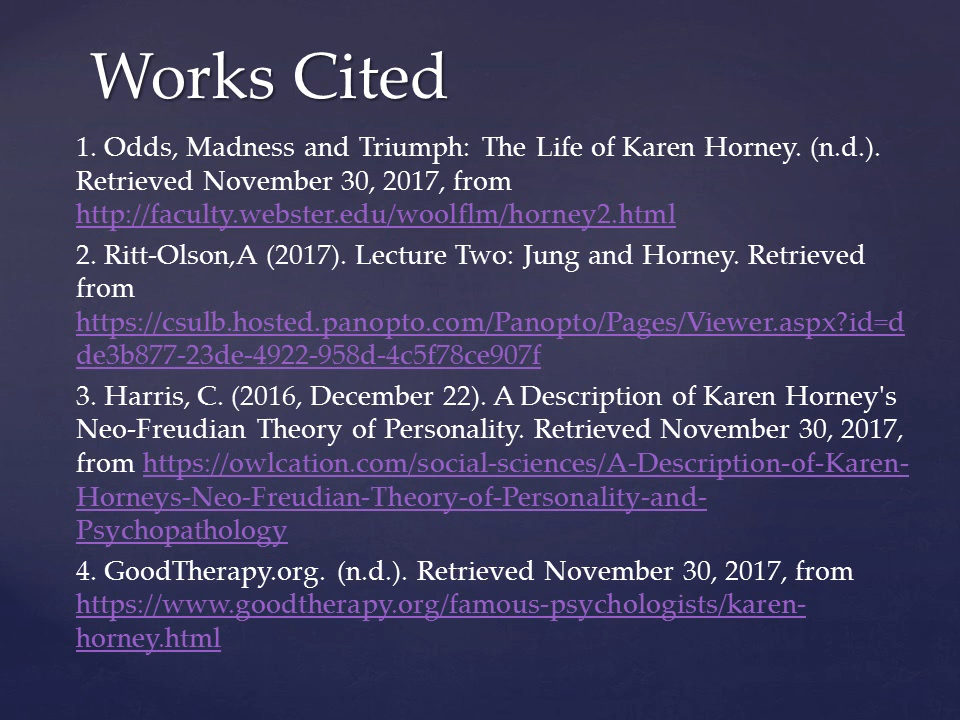 Works Cited
1. Odds, Madness and Triumph: The Life of Karen Horney. (n.d.).
Retrieved November 30, 2017, from
http://faculty.webster.edu/woolflm/horney2.html
2. Ritt-Olson,A (2017). Lecture Two: Jung and Horney. Retrieved
from
https://csulb.hosted.panopto.com/Panopto/Pages/Viewer.aspx?id=d
de3b877-23de-4922-958d-4c5f78ce907f
3. Harris, C. (2016, December 22). A Description of Karen Horney's
Neo-Freudian Theory of Personality. Retrieved November 30, 2017,
from https://owlcation.com/social-sciences/A-Description-of-Karen-
Horneys-Neo-Freudian-Theory-of-Personality-and-
Psychopathology
4. GoodTherapy.org. (n.d.). Retrieved November 30, 2017, from
https://www.goodtherapy.org/famous-psychologists/karen-
horney.html